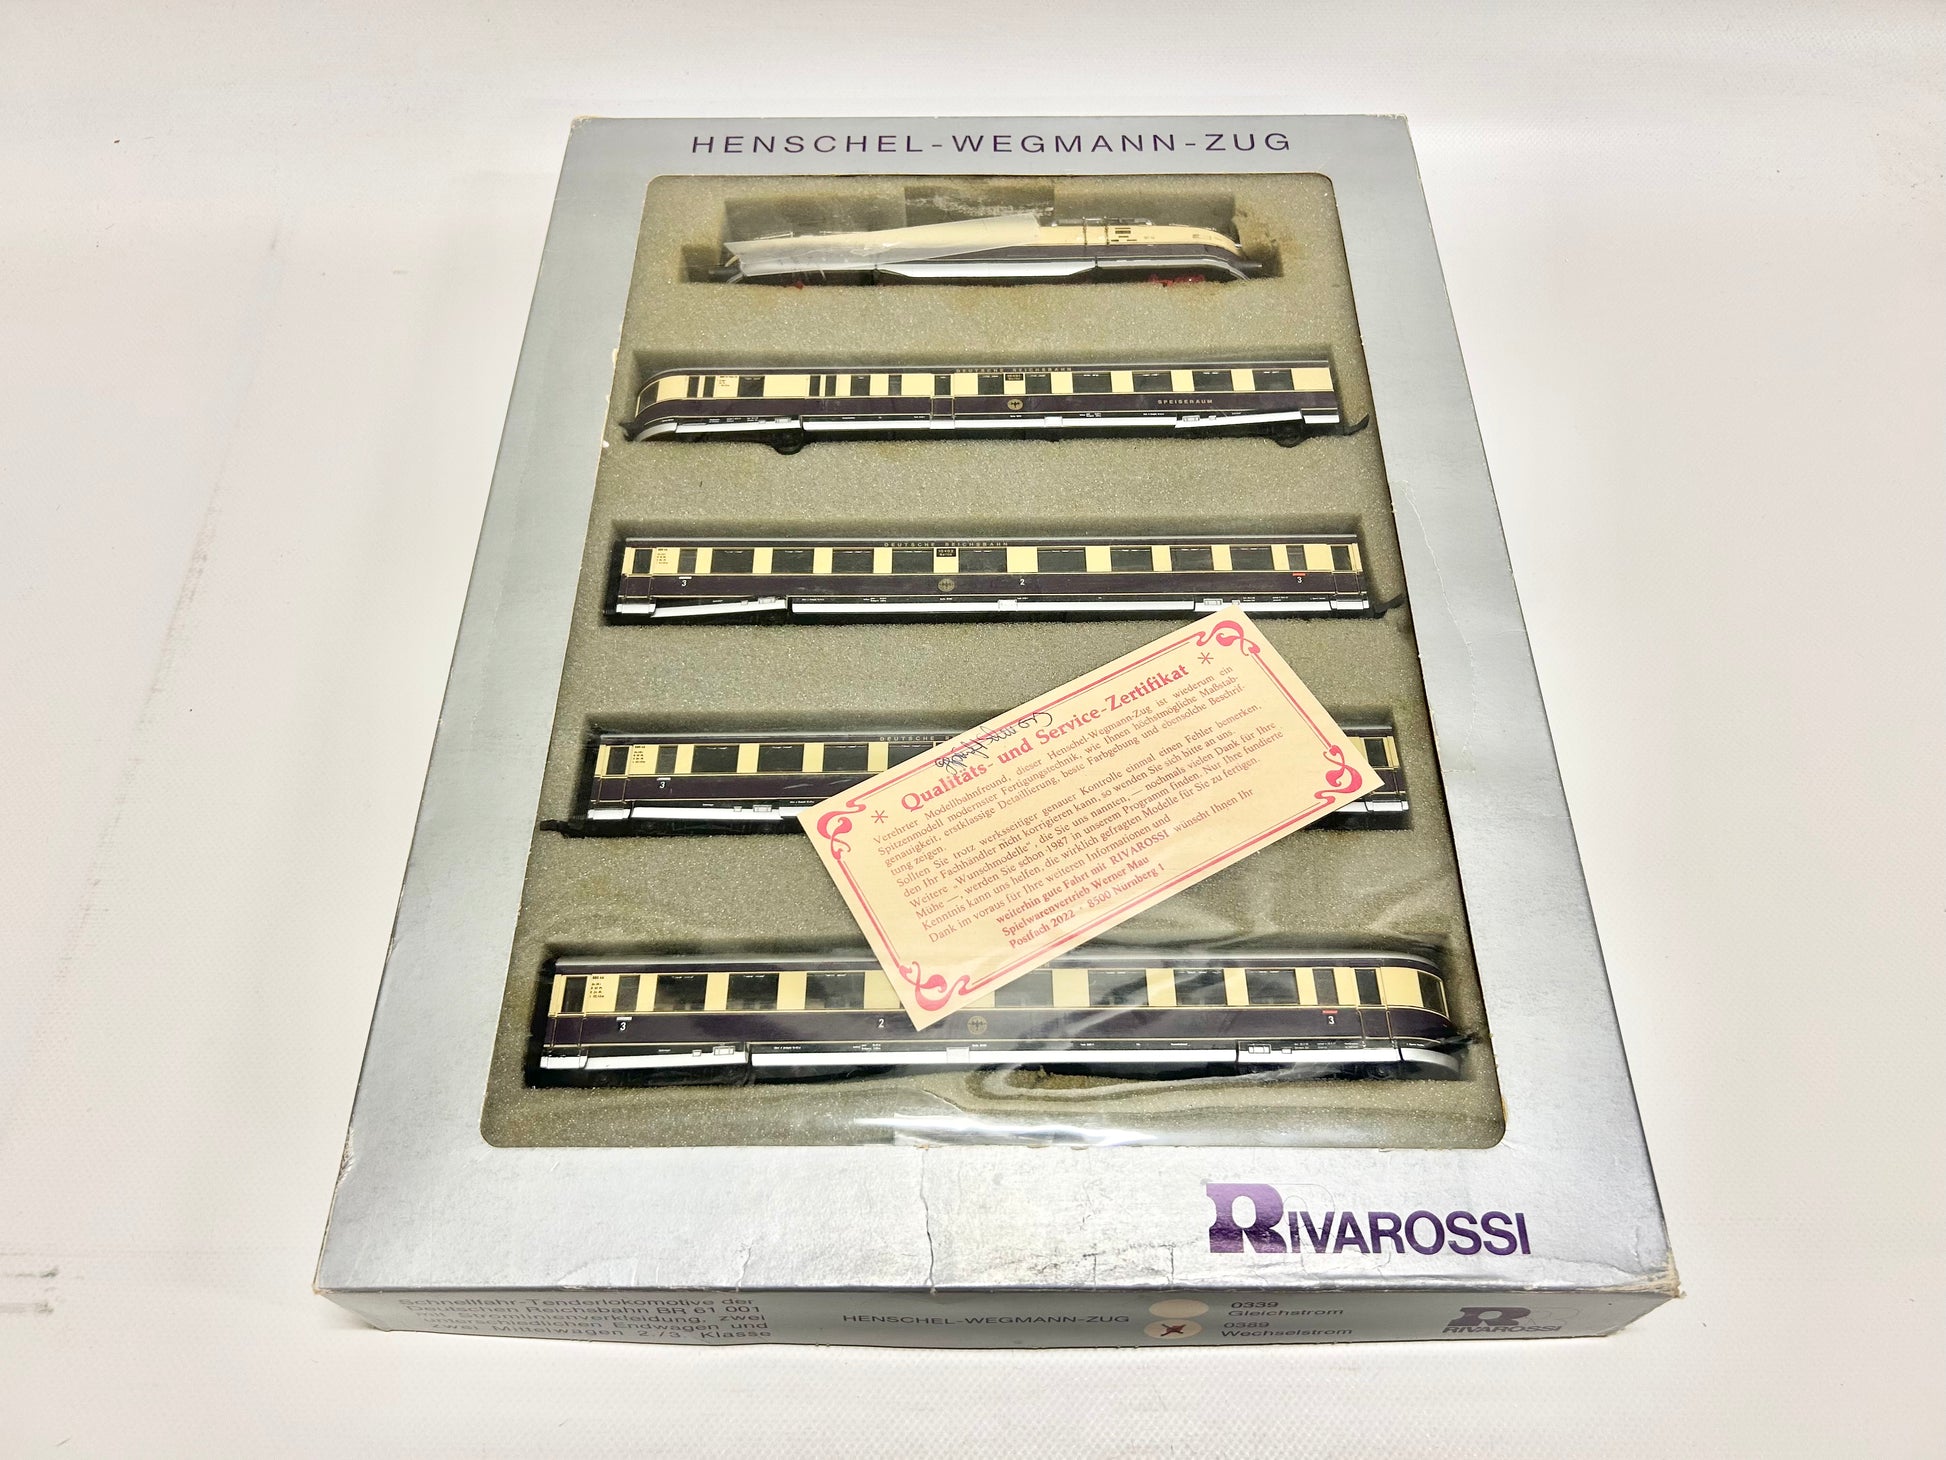 HENSCHEL-WEGMANN-ZUG
DEUTSCHE REICHSBAHN
SPEISERAUM
DEUTSCHE REICHSBAHN
10402
3
2
3
DEUTSCHE
3
* Qualitäts- und Service-Zertifikat *
Verehrter Modellbahnfreund, dieser Henschel-Wegmann-Zug ist wiederum ein
Spitzenmodell modernster Fertigungstechnik, wie Ihnen höchstmögliche Maßstab-
genauigkeit, erstklassige Detaillierung, beste Farbgebung und ebensolche Beschrif-
tung zeigen.
Sollten Sie trotz werksseitiger genauer Kontrolle einmal einen Fehler bemerken,
den Ihr Fachhändler nicht korrigieren kann, so wenden Sie sich bitte an uns.
Weitere „Wunschmodelle", die Sie uns nannten, — nochmals vielen Dank für Ihre
Mühe —, werden Sie schon 1987 in unserem Programm finden. Nur Ihre fundierte
Kenntnis kann uns helfen, die wirklich gefragten Modelle für Sie zu fertigen.
Dank im voraus für Ihre weiteren Informationen und
weiterhin gute Fahrt mit RIVAROSSI wünscht Ihnen Ihr
Spielwarenvertrieb Werner Mau
Postfach 2022 · 8500 Nürnberg 1
3
2
3
RIVAROSSI
Schnellfahr-Tenderlokomotive der
Deutschen Reichsbahn BR 61 001
mit Stromlinienverkleidung, zwei
unterschiedlichen Endwagen und
2 Mittelwagen 2./3. Klasse
HENSCHEL-WEGMANN-ZUG
0339
Gleichstrom
0389
Wechselstrom
RIVAROSSI